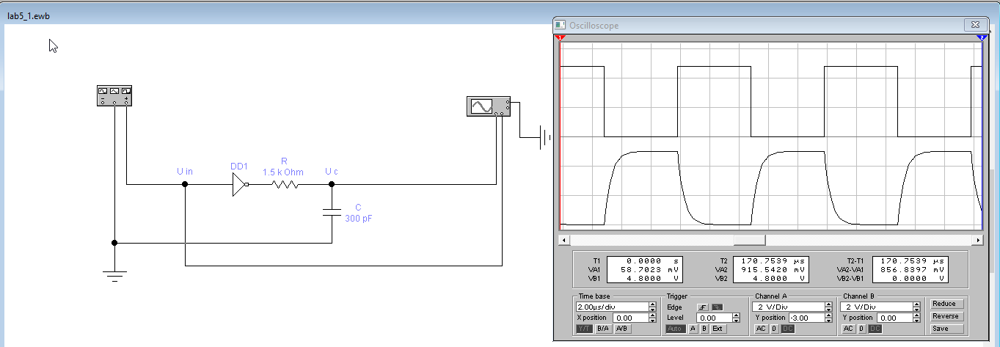 lab5_1.ewb
Oscilloscope
1
2
R
DD1
1.5 k Ohm
U in
U c
C
300 pF
T1 0.0000 s
VA1 58.7023 mV
VB1 4.8000 V
T2 170.7539 µs
VA2 915.5420 mV
VB2 4.8000 V
T2-T1 170.7539 µs
VA2-VA1 856.8397 mV
VB2-VB1 0.0000 V
Time base
2.00µs/div
X position 0.00
Y/T B/A A/B
Trigger
Edge
Level 0.00
Auto A B Ext
Channel A
2 V/Div
Y position -3.00
AC 0 DC
Channel B
2 V/Div
Y position 0.00
AC 0 DC
Reduce
Reverse
Save